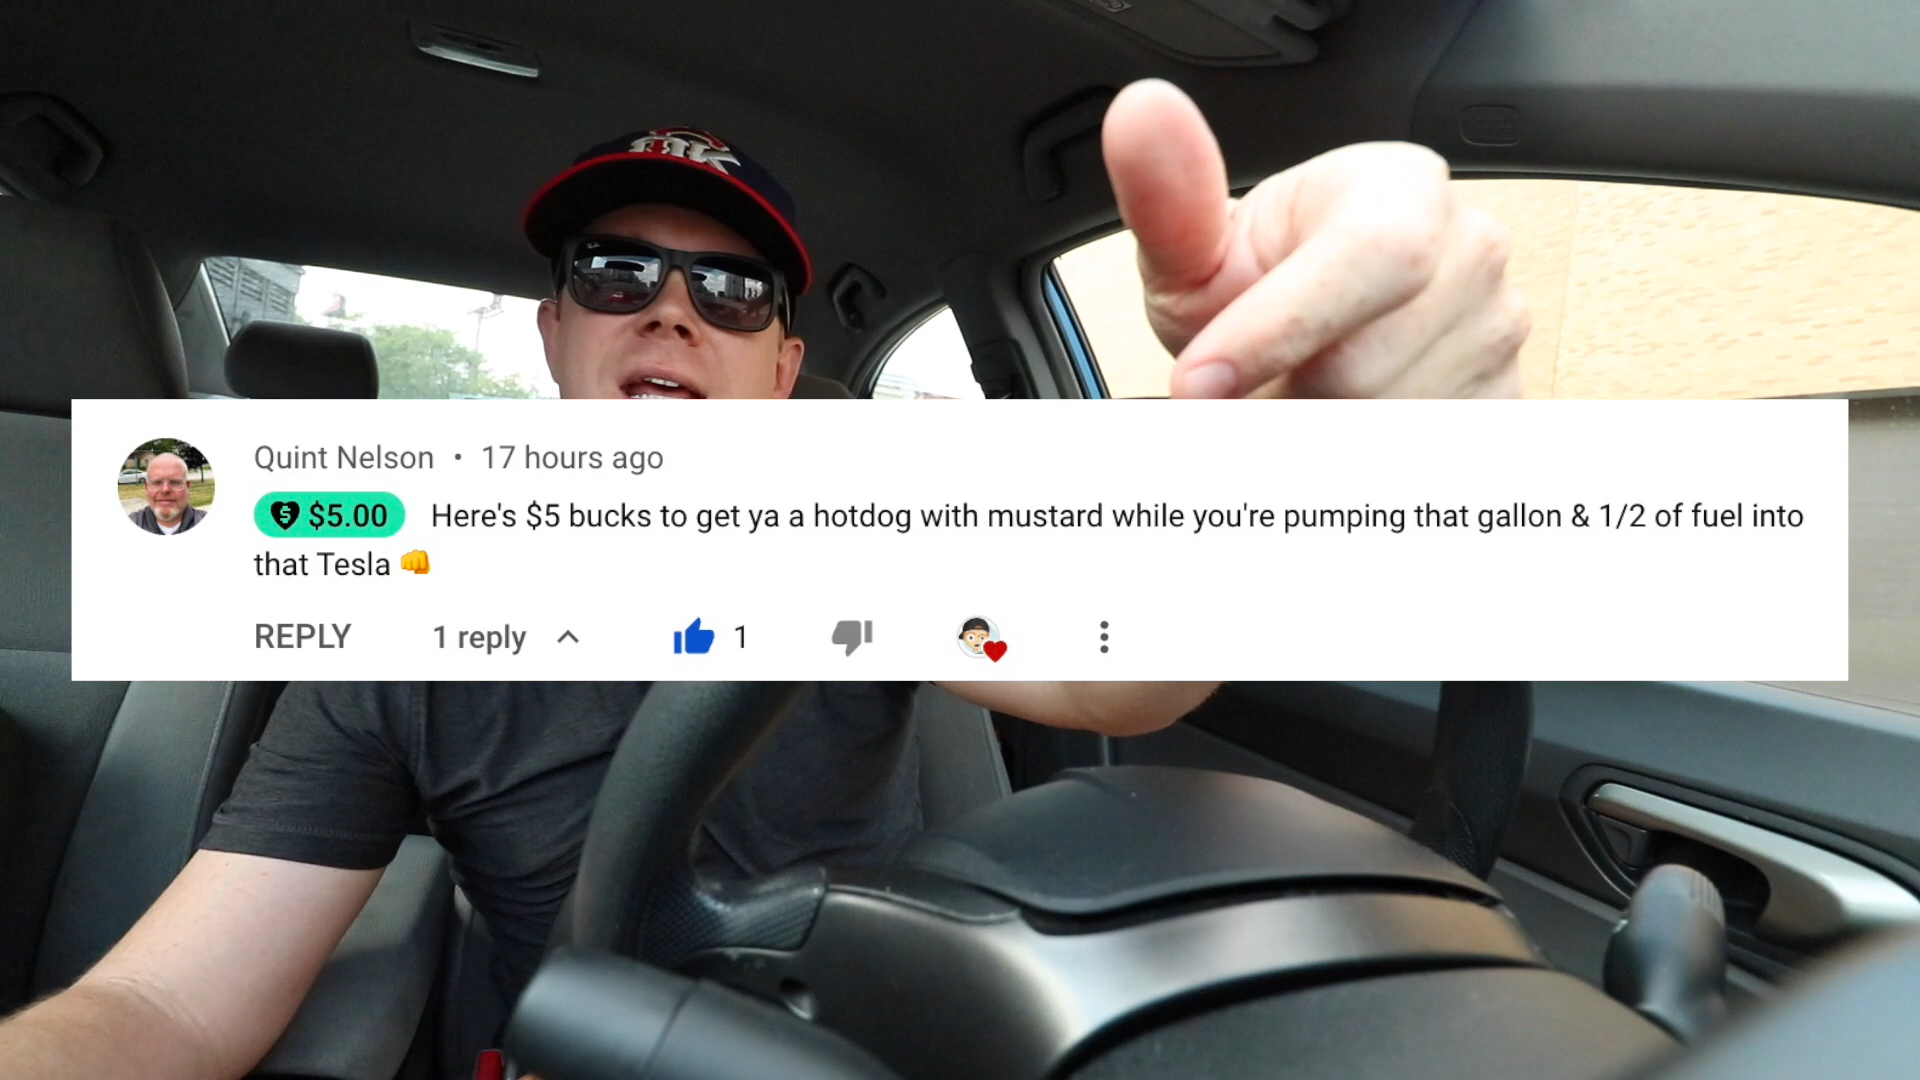 Quint Nelson • 17 hours ago
$5.00 Here's $5 bucks to get ya a hotdog with mustard while you're pumping that gallon & 1/2 of fuel into
that Tesla 👊
REPLY 1 reply 1